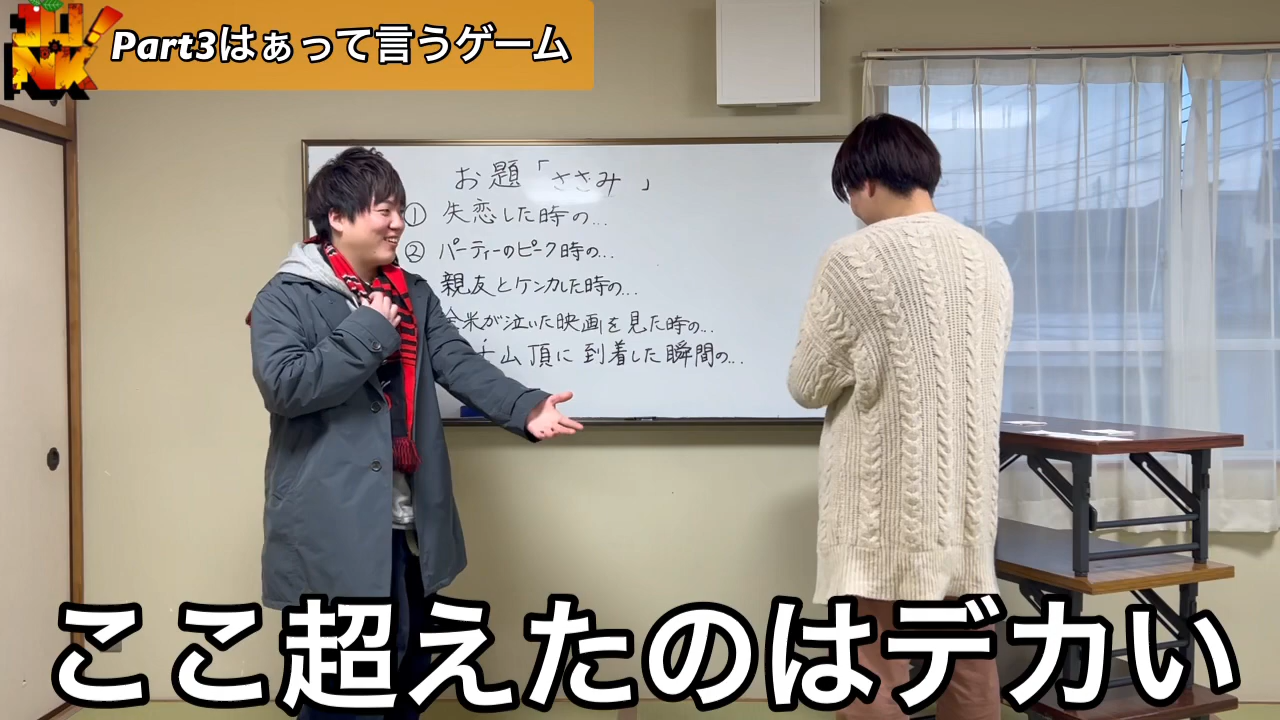 JUNK!
Part3はぁって言うゲーム
お題「ささみ」
① 失恋した時の...
② パーティーのピーク時の...
親友とケンカした時の...
全米が泣いた映画を見た時の...
山頂に到着した瞬間の...
ここ超えたのはデカい